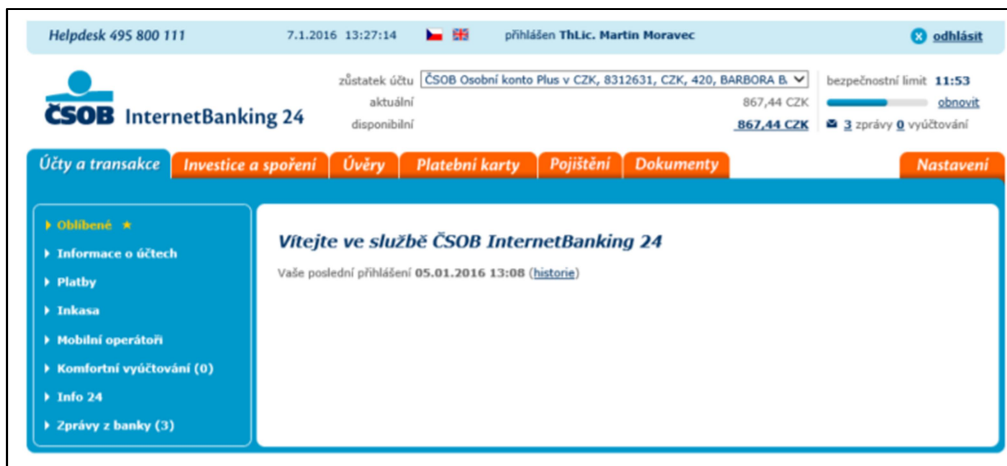 Helpdesk 495 800 111 7.1.2016 13:27:14 přihlášen ThLic. Martin Moravec odhlásit
zůstatek účtu ČSOB Osobní konto Plus v CZK, 8312631, CZK, 420, BARBORA B. bezpečnostní limit 11:53
aktuální 867,44 CZK obnovit
ČSOB InternetBanking 24 disponibilní 867,44 CZK 3 zprávy 0 vyúčtování
Účty a transakce Investice a spoření Úvěry Platební karty Pojištění Dokumenty Nastavení
Oblíbené
Informace o účtech
Platby
Inkasa
Mobilní operátoři
Komfortní vyúčtování (0)
Info 24
Zprávy z banky (3)
Vítejte ve službě ČSOB InternetBanking 24
Vaše poslední přihlášení 05.01.2016 13:08 (historie)